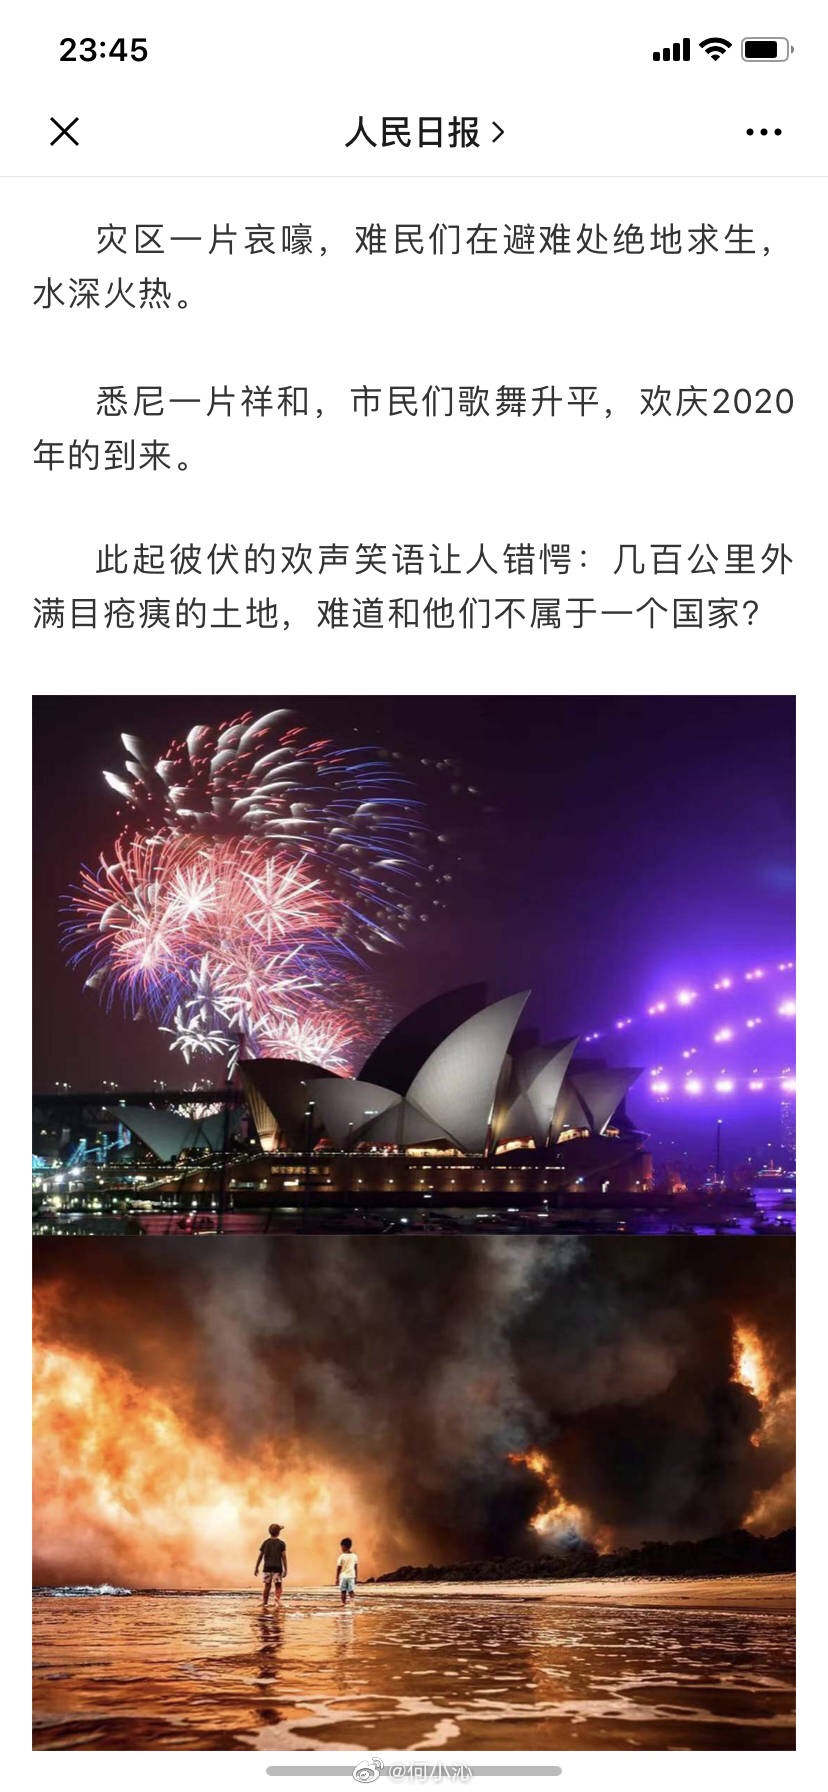 23:45
人民日报
灾区一片哀嚎，难民们在避难处绝地求生，
水深火热。
悉尼一片祥和，市民们歌舞升平，欢庆2020
年的到来。
此起彼伏的欢声笑语让人错愕：几百公里外
满目疮痍的土地，难道和他们不属于一个国家？
@何小沁